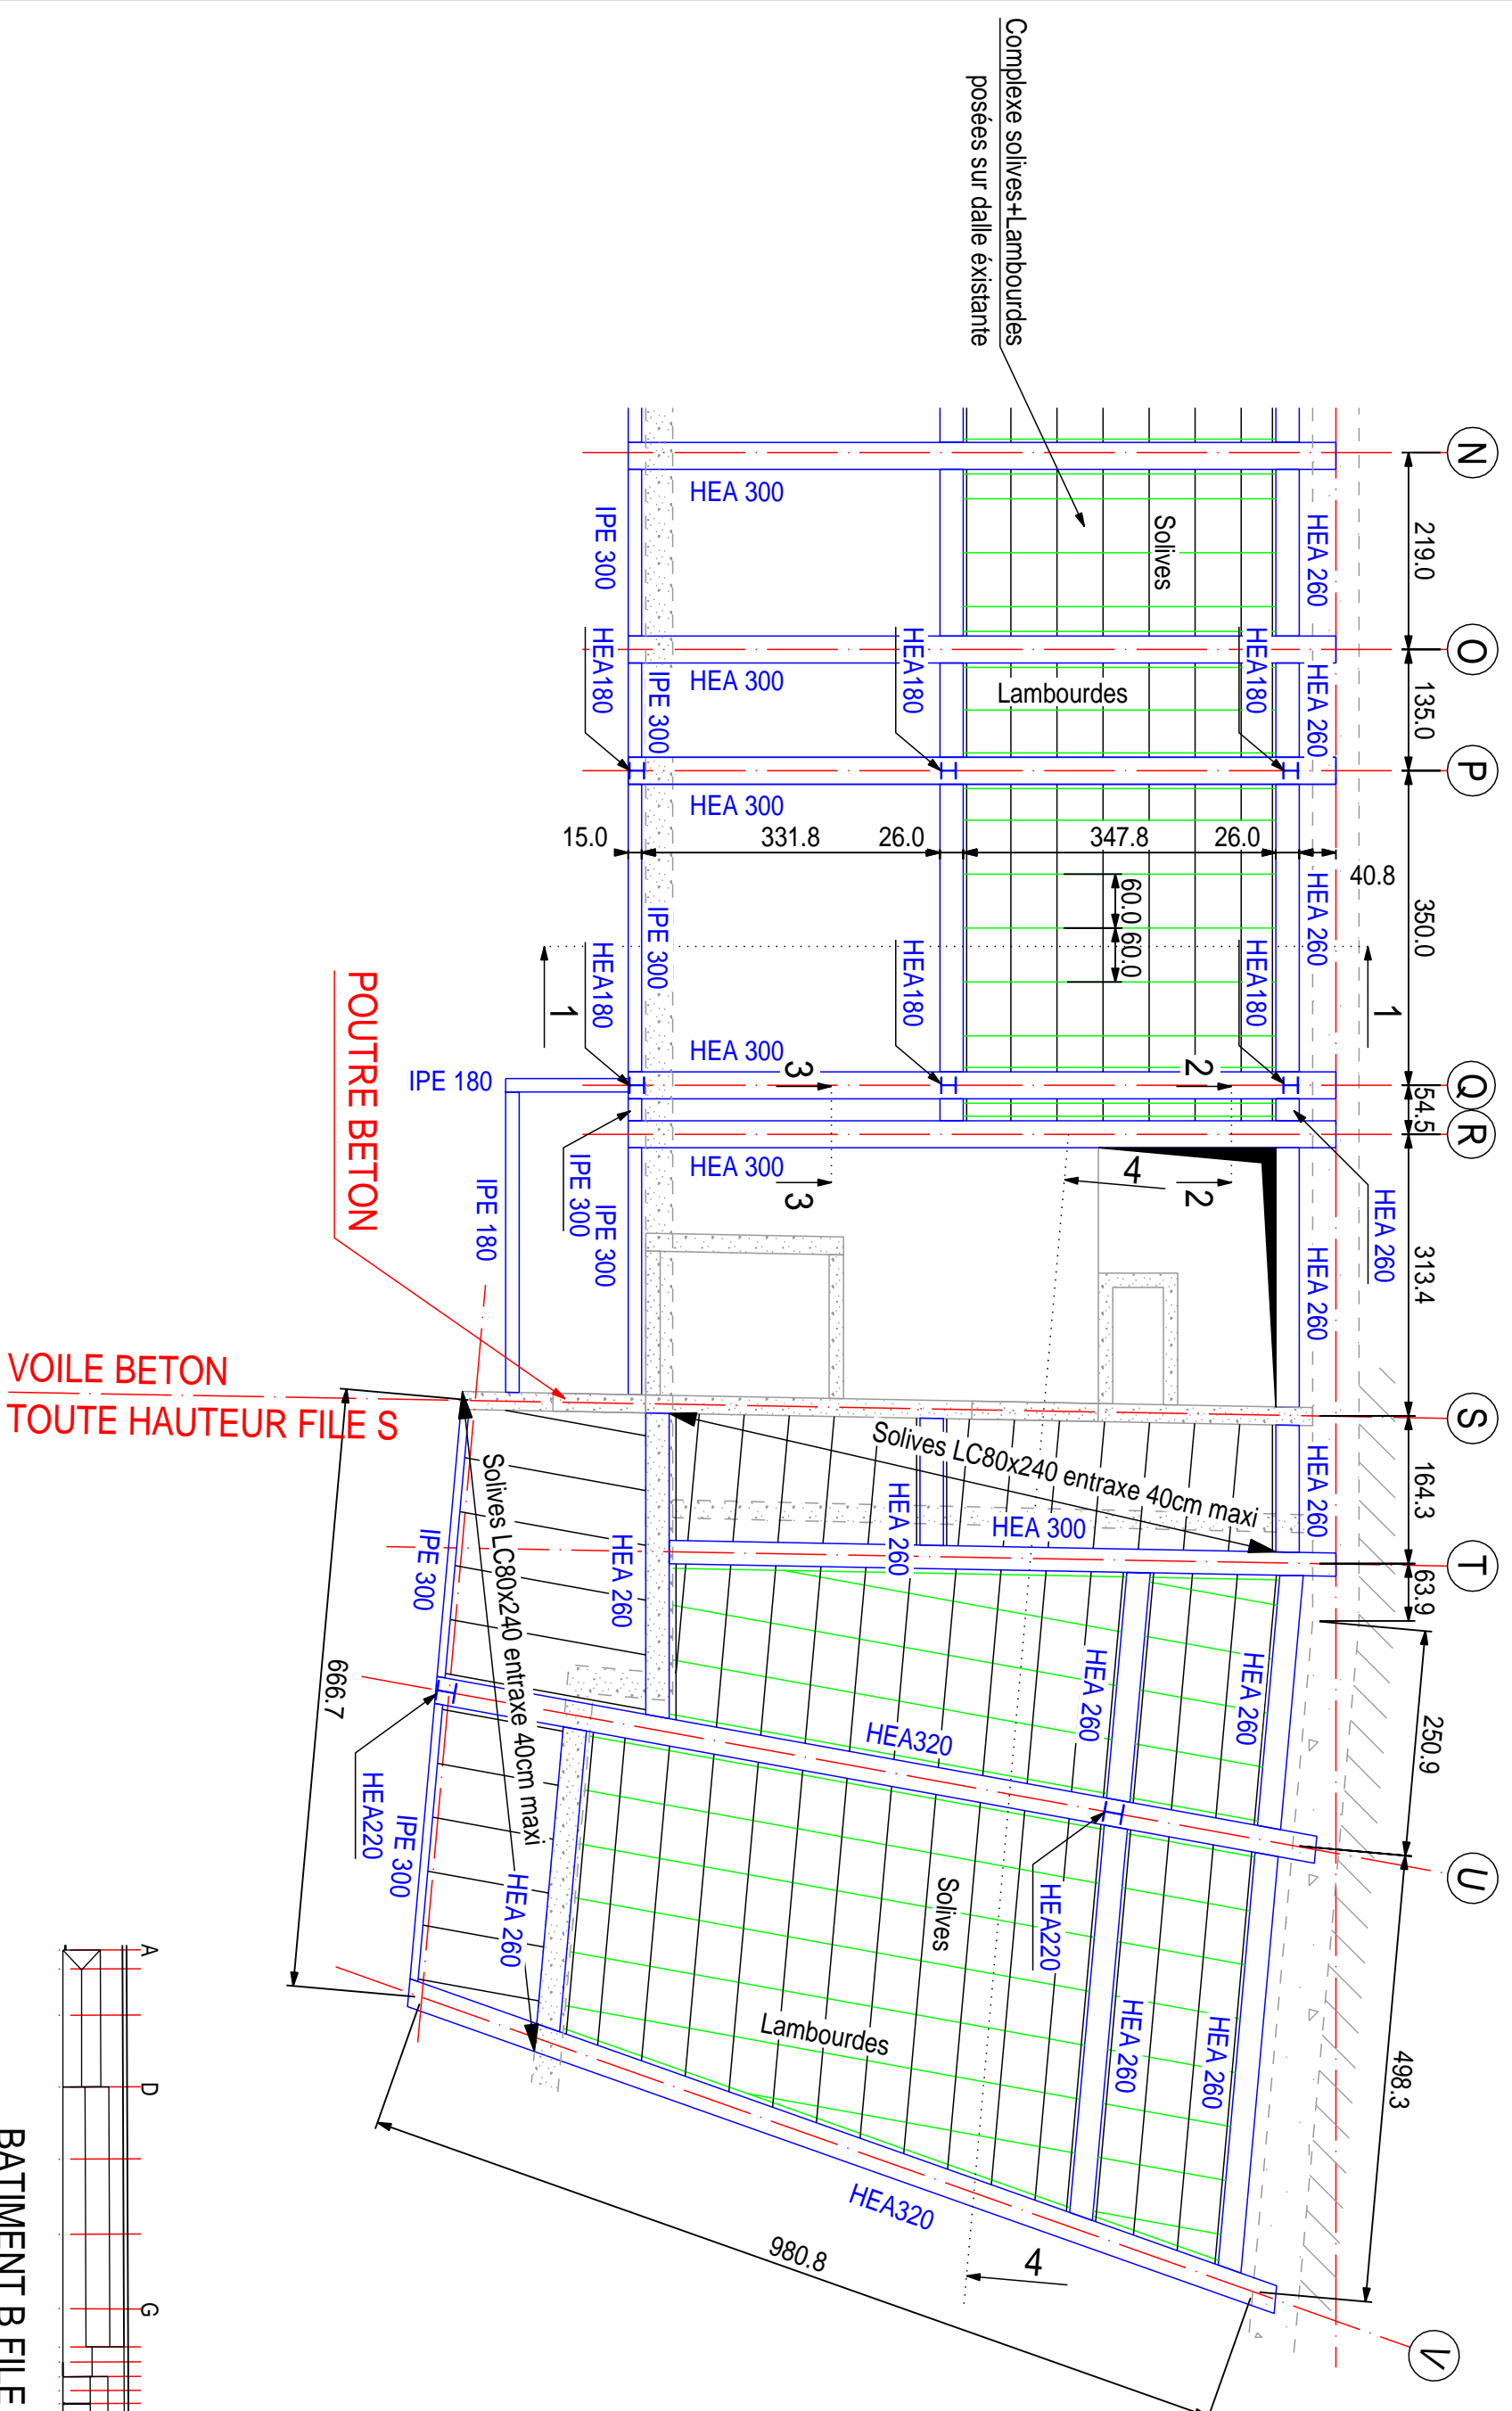 Complexe solives+Lambourdes
posées sur dalle éxistante
N
O
P
Q
R
S
T
U
V
219.0
135.0
350.0
54.5
313.4
164.3
63.9
250.9
498.3
HEA 260
HEA 260
HEA 260
HEA 260
HEA 260
HEA 260
40.8
Solives
Lambourdes
HEA 300
HEA 300
HEA 300
HEA 300
HEA 300
IPE 300
IPE 300
IPE 300
IPE 300
IPE 300
HEA180
HEA180
HEA180
HEA180
HEA180
HEA180
15.0
331.8
26.0
347.8
26.0
60.0
60.0
1
1
2
2
3
3
4
4
IPE 180
IPE 180
POUTRE BETON
VOILE BETON
TOUTE HAUTEUR FILE S
Solives LC80x240 entraxe 40cm maxi
Solives LC80x240 entraxe 40cm maxi
HEA 300
HEA 260
HEA 260
HEA 260
HEA 260
HEA320
IPE 300
IPE 300
HEA220
HEA220
HEA 260
HEA 260
HEA 260
Solives
Lambourdes
HEA320
666.7
980.8
A
D
G
BATIMENT B FILE